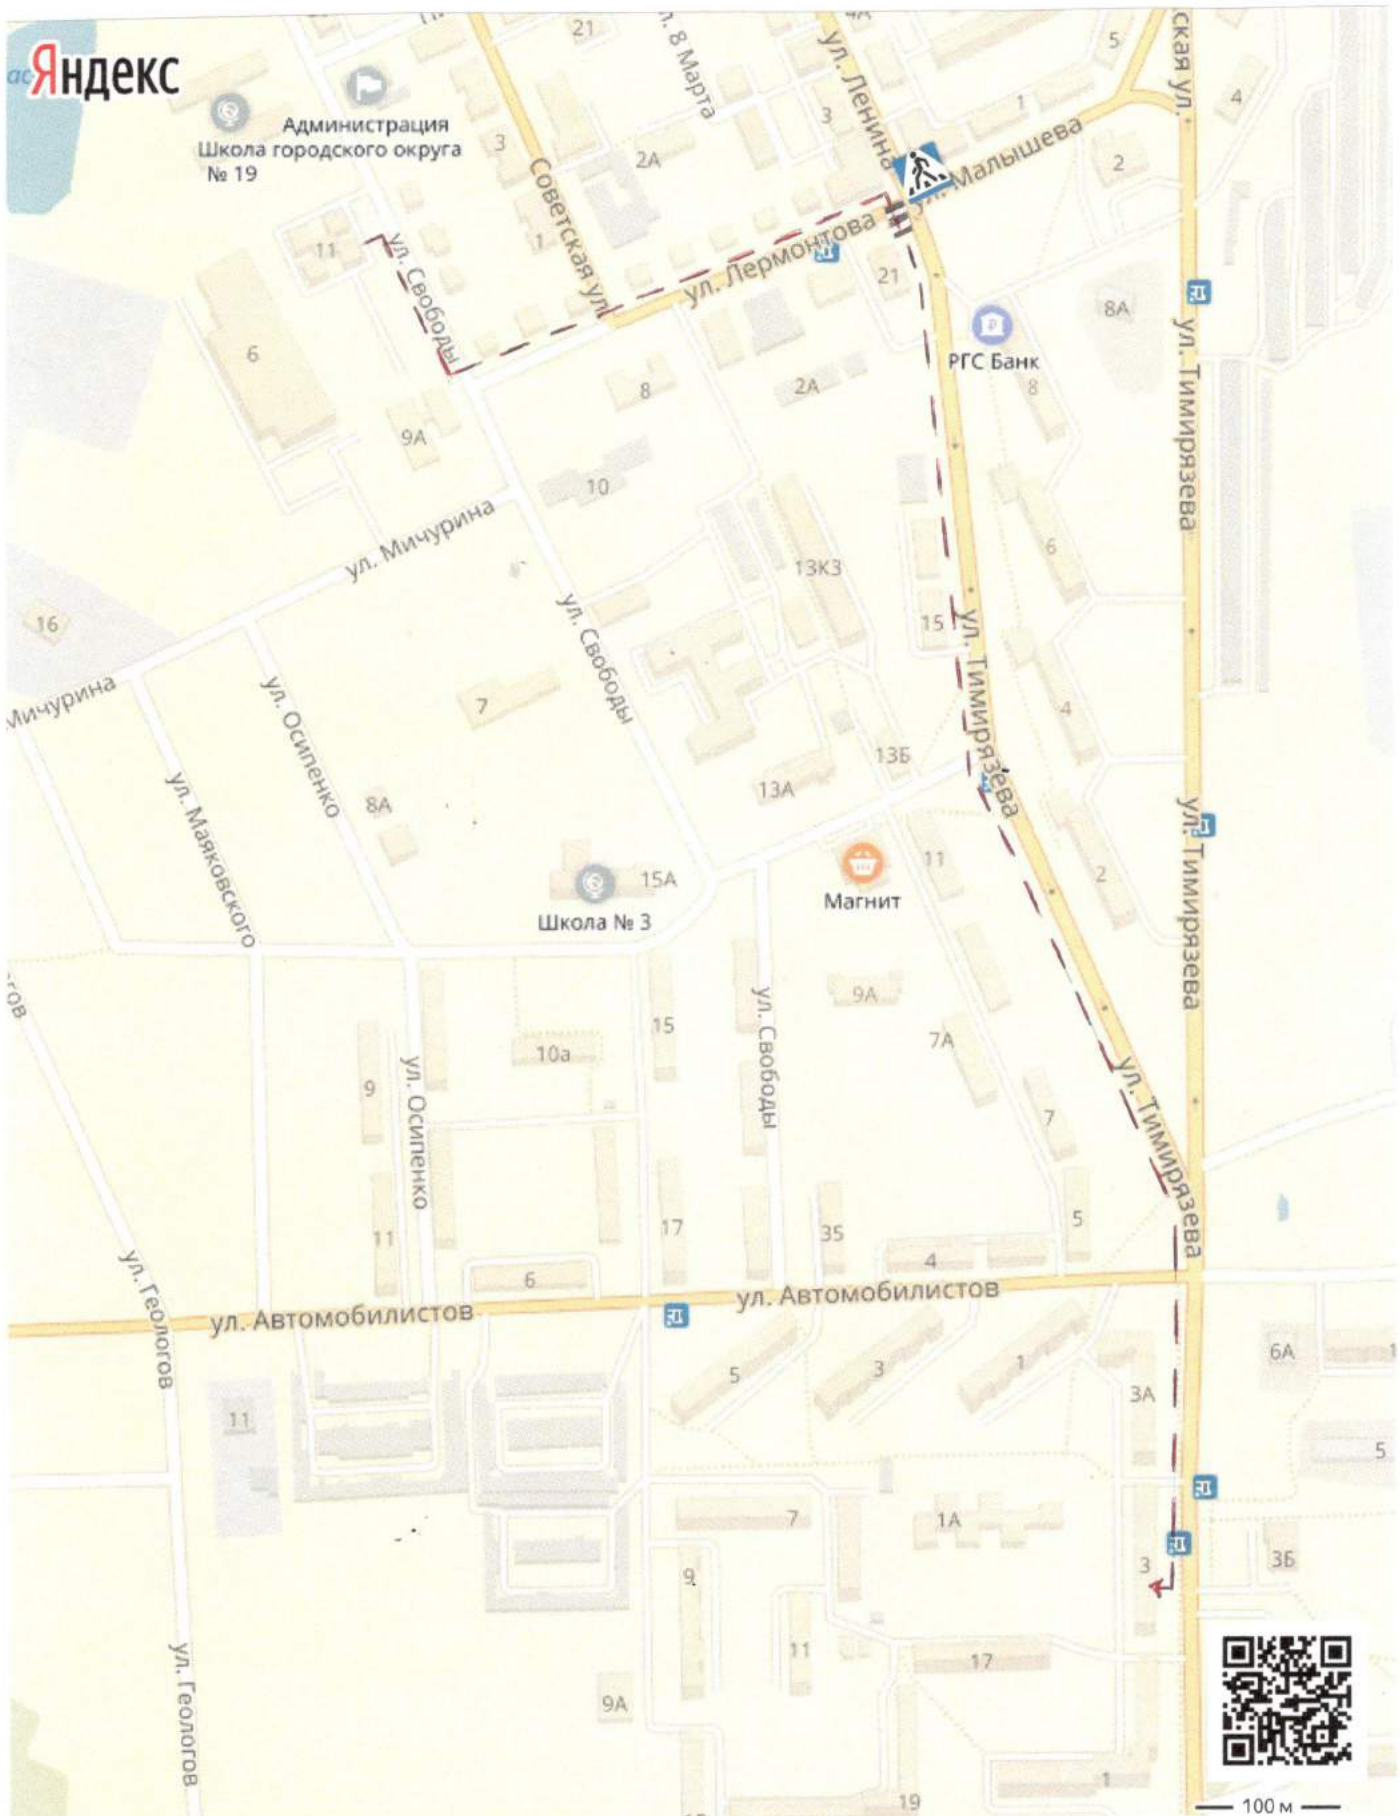 Яндекс
21
ул. Ленина
ская ул.
5
4
Администрация
городского округа
Школа
№ 19
3
2А
3
1
2
Советская ул.
ул. Малышева
11
1
ул. Лермонтова
21
8А
ул. Свободы
6
РГС Банк
8
8
2А
9А
ул. Тимирязева
10
ул. Мичурина
6
13К3
16
ул. Свободы
15
ул. Тимирязева
Мичурина
ул. Осипенко
7
4
13Б
13А
8А
ул. Маяковского
ул. Тимирязева
11
2
15А
Школа № 3
Магнит
9А
ул. Свободы
15
7А
10а
9
ул. Осипенко
7
ул. Тимирязева
17
5
35
11
4
6
ул. Геологов
ул. Автомобилистов
ул. Автомобилистов
5
3
1
6А
1
3А
11
5
7
1А
3
3Б
9
11
17
ул. Геологов
9А
1
19
100 м